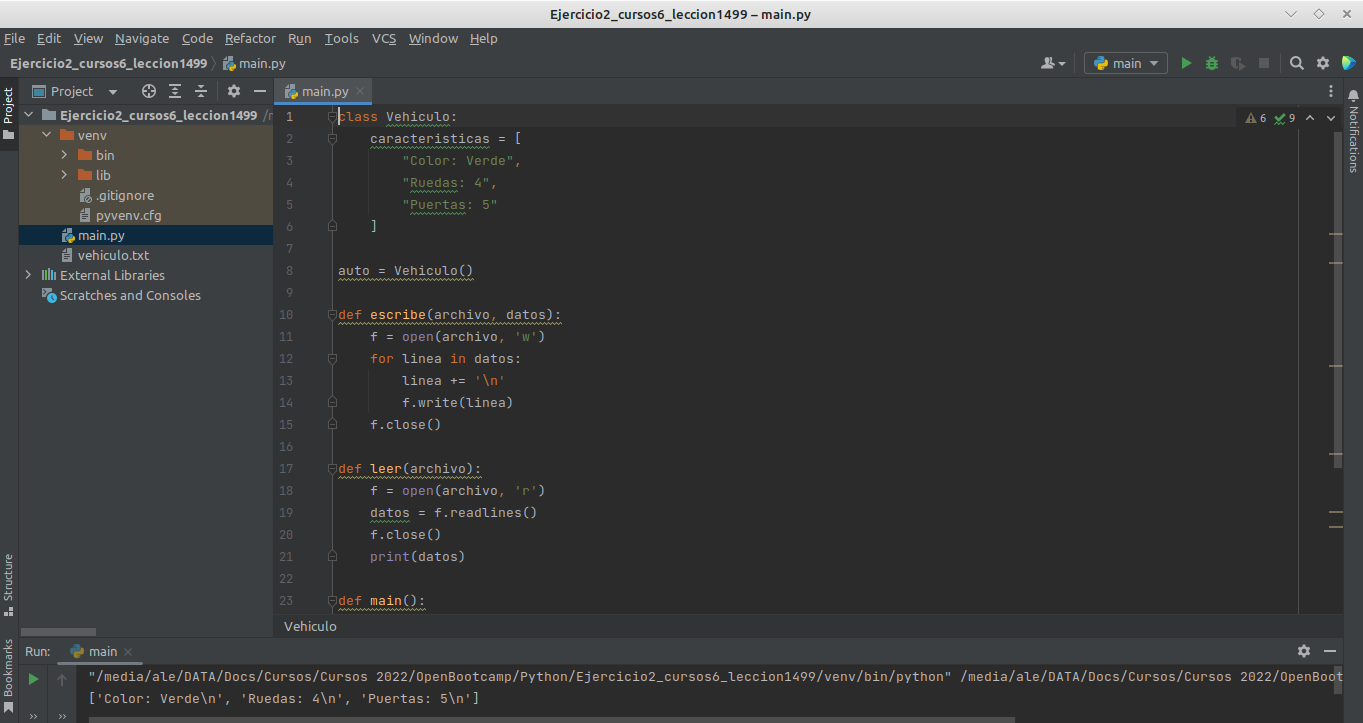 Ejercicio2_cursos6_leccion1499 – main.py
File Edit View Navigate Code Refactor Run Tools VCS Window Help
Ejercicio2_cursos6_leccion1499 main.py main
Project main.py
Project
Ejercicio2_cursos6_leccion1499
venv
bin
lib
.gitignore
pyvenv.cfg
main.py
vehiculo.txt
External Libraries
Scratches and Consoles
Structure
Bookmarks
6 9
1 class Vehiculo:
2 caracteristicas = [
3 "Color: Verde",
4 "Ruedas: 4",
5 "Puertas: 5"
6 ]
7
8 auto = Vehiculo()
9
10 def escribe(archivo, datos):
11 f = open(archivo, 'w')
12 for linea in datos:
13 linea += '\n'
14 f.write(linea)
15 f.close()
16
17 def leer(archivo):
18 f = open(archivo, 'r')
19 datos = f.readlines()
20 f.close()
21 print(datos)
22
23 def main():
Vehiculo
Notifications
Run: main
"/media/ale/DATA/Docs/Cursos/Cursos 2022/OpenBootcamp/Python/Ejercicio2_cursos6_leccion1499/venv/bin/python" /media/ale/DATA/Docs/Cursos/Cursos 2022/OpenBoot
['Color: Verde\n', 'Ruedas: 4\n', 'Puertas: 5\n']